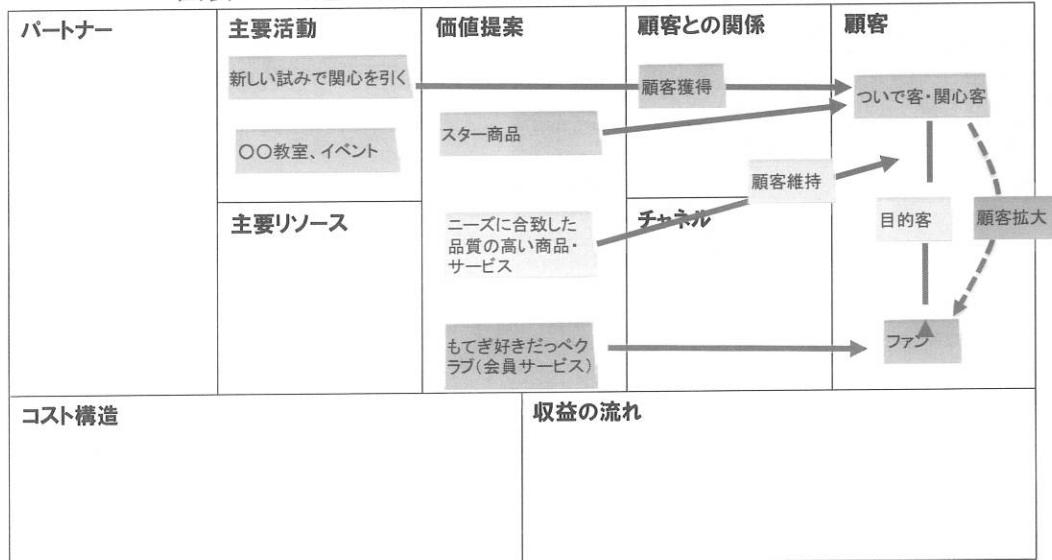 パートナー
主要活動
新しい試みで関心を引く
〇〇教室、イベント
主要リソース
価値提案
スター商品
ニーズに合致した
品質の高い商品・
サービス
もてぎ好きだっペク
ラブ(会員サービス)
顧客との関係
顧客獲得
顧客維持
チャネル
顧客
ついで客・関心客
目的客
顧客拡大
ファン
コスト構造
収益の流れ